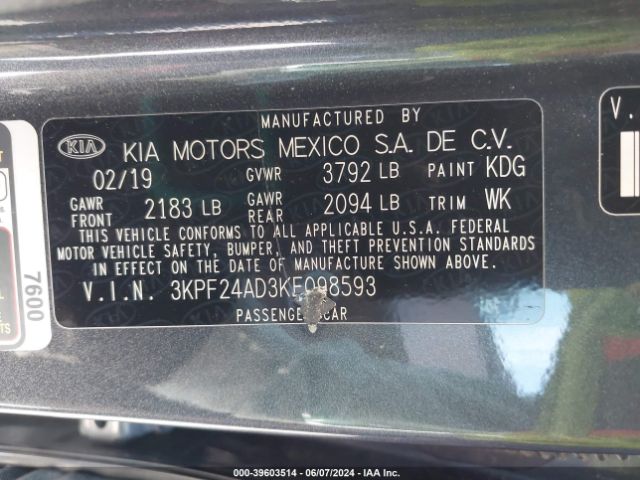 MANUFACTURED BY
KIA KIA MOTORS MEXICO S.A. DE C.V.
02/19 GVWR 3792 LB PAINT KDG
GAWR FRONT 2183 LB GAWR REAR 2094 LB TRIM WK
THIS VEHICLE CONFORMS TO ALL APPLICABLE U.S.A. FEDERAL
MOTOR VEHICLE SAFETY, BUMPER, AND THEFT PREVENTION STANDARDS
IN EFFECT ON THE DATE OF MANUFACTURE SHOWN ABOVE.
V.I.N. 3KPF24AD3KE098593
PASSENGER CAR
7600
V.
000-39603514 - 06/07/2024 - IAA Inc.